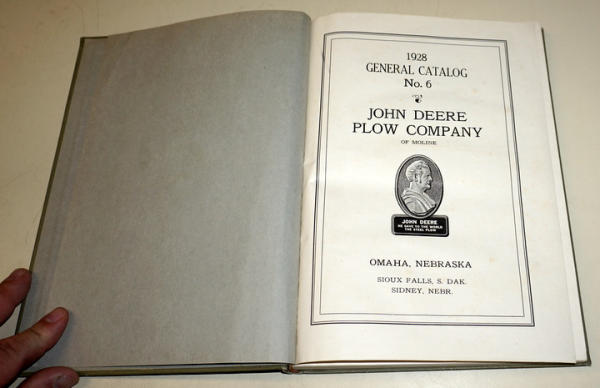 1928
GENERAL CATALOG
No. 6
JOHN DEERE
PLOW COMPANY
OF MOLINE
JOHN DEERE
HE GAVE TO THE WORLD
THE STEEL PLOW
OMAHA, NEBRASKA
SIOUX FALLS, S. DAK.
SIDNEY, NEBR.